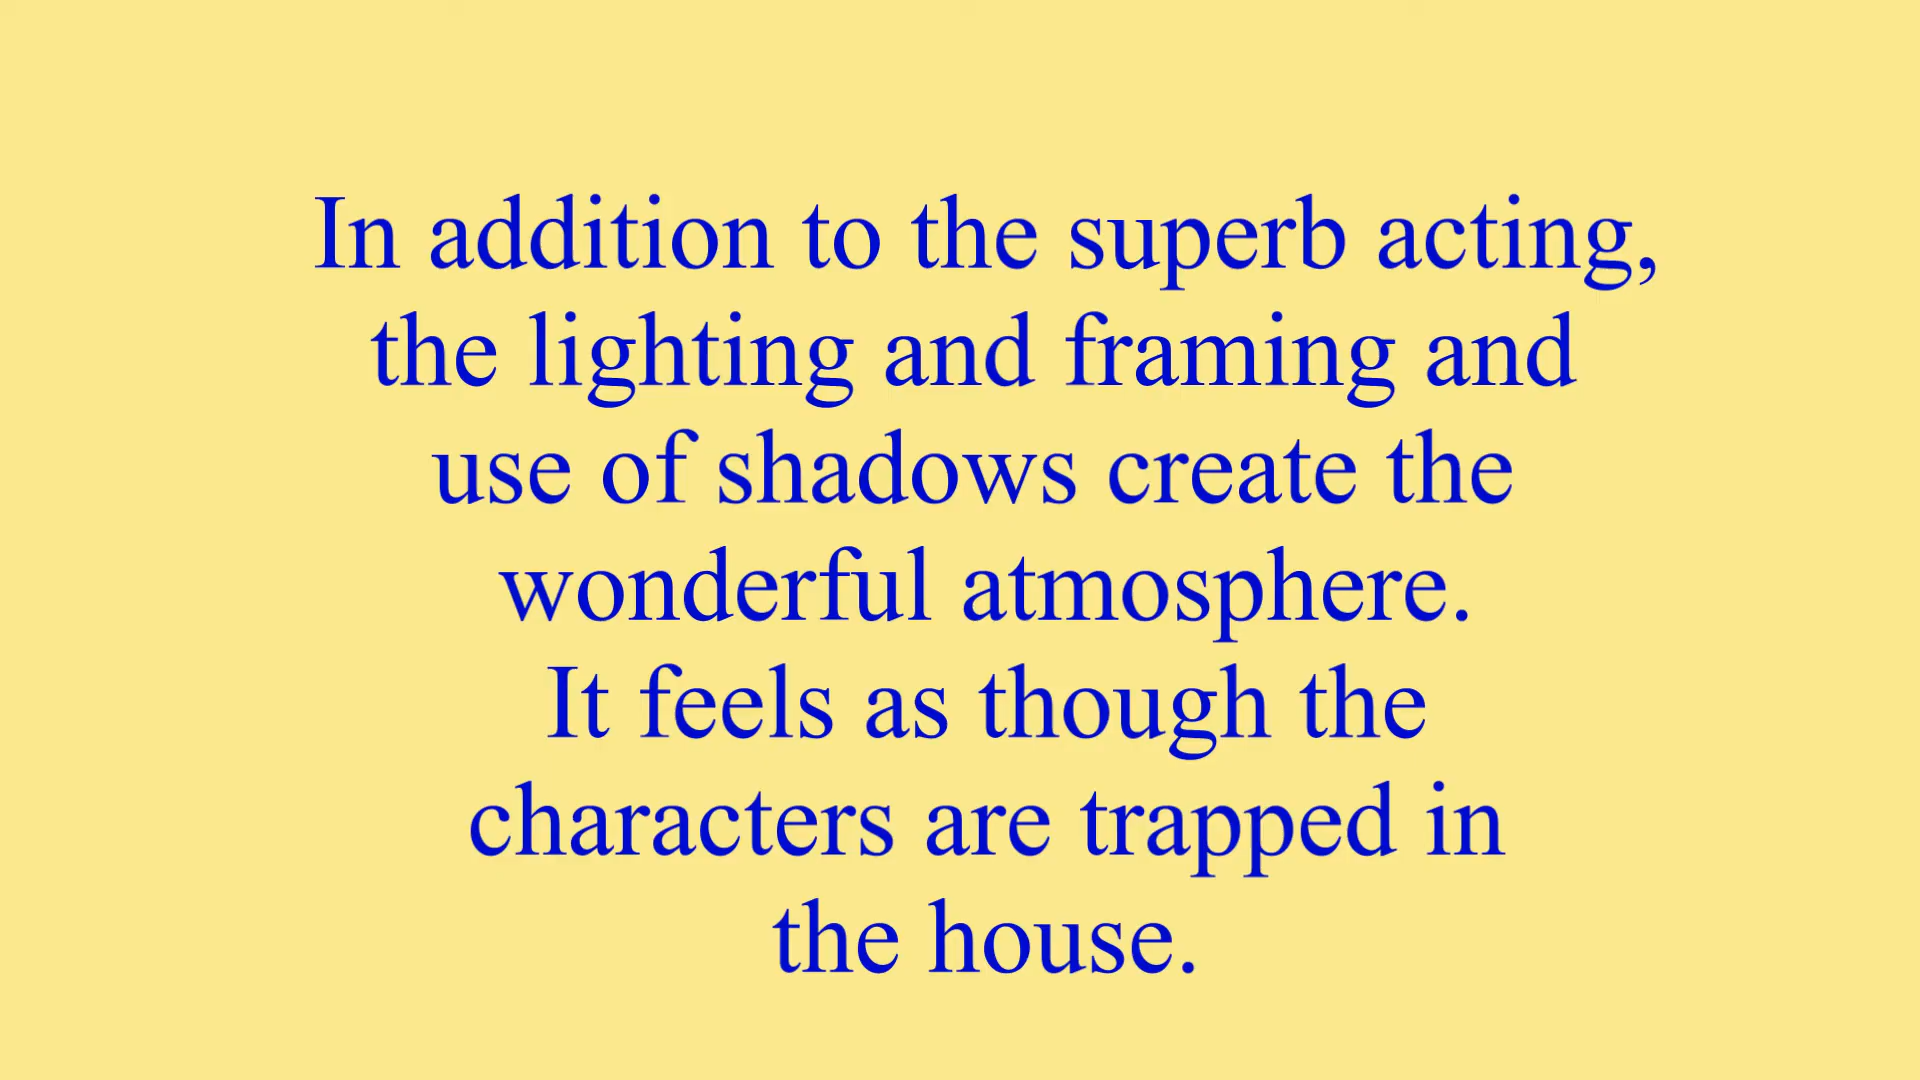 In addition to the superb acting,
the lighting and framing and
use of shadows create the
wonderful atmosphere.
It feels as though the
characters are trapped in
the house.